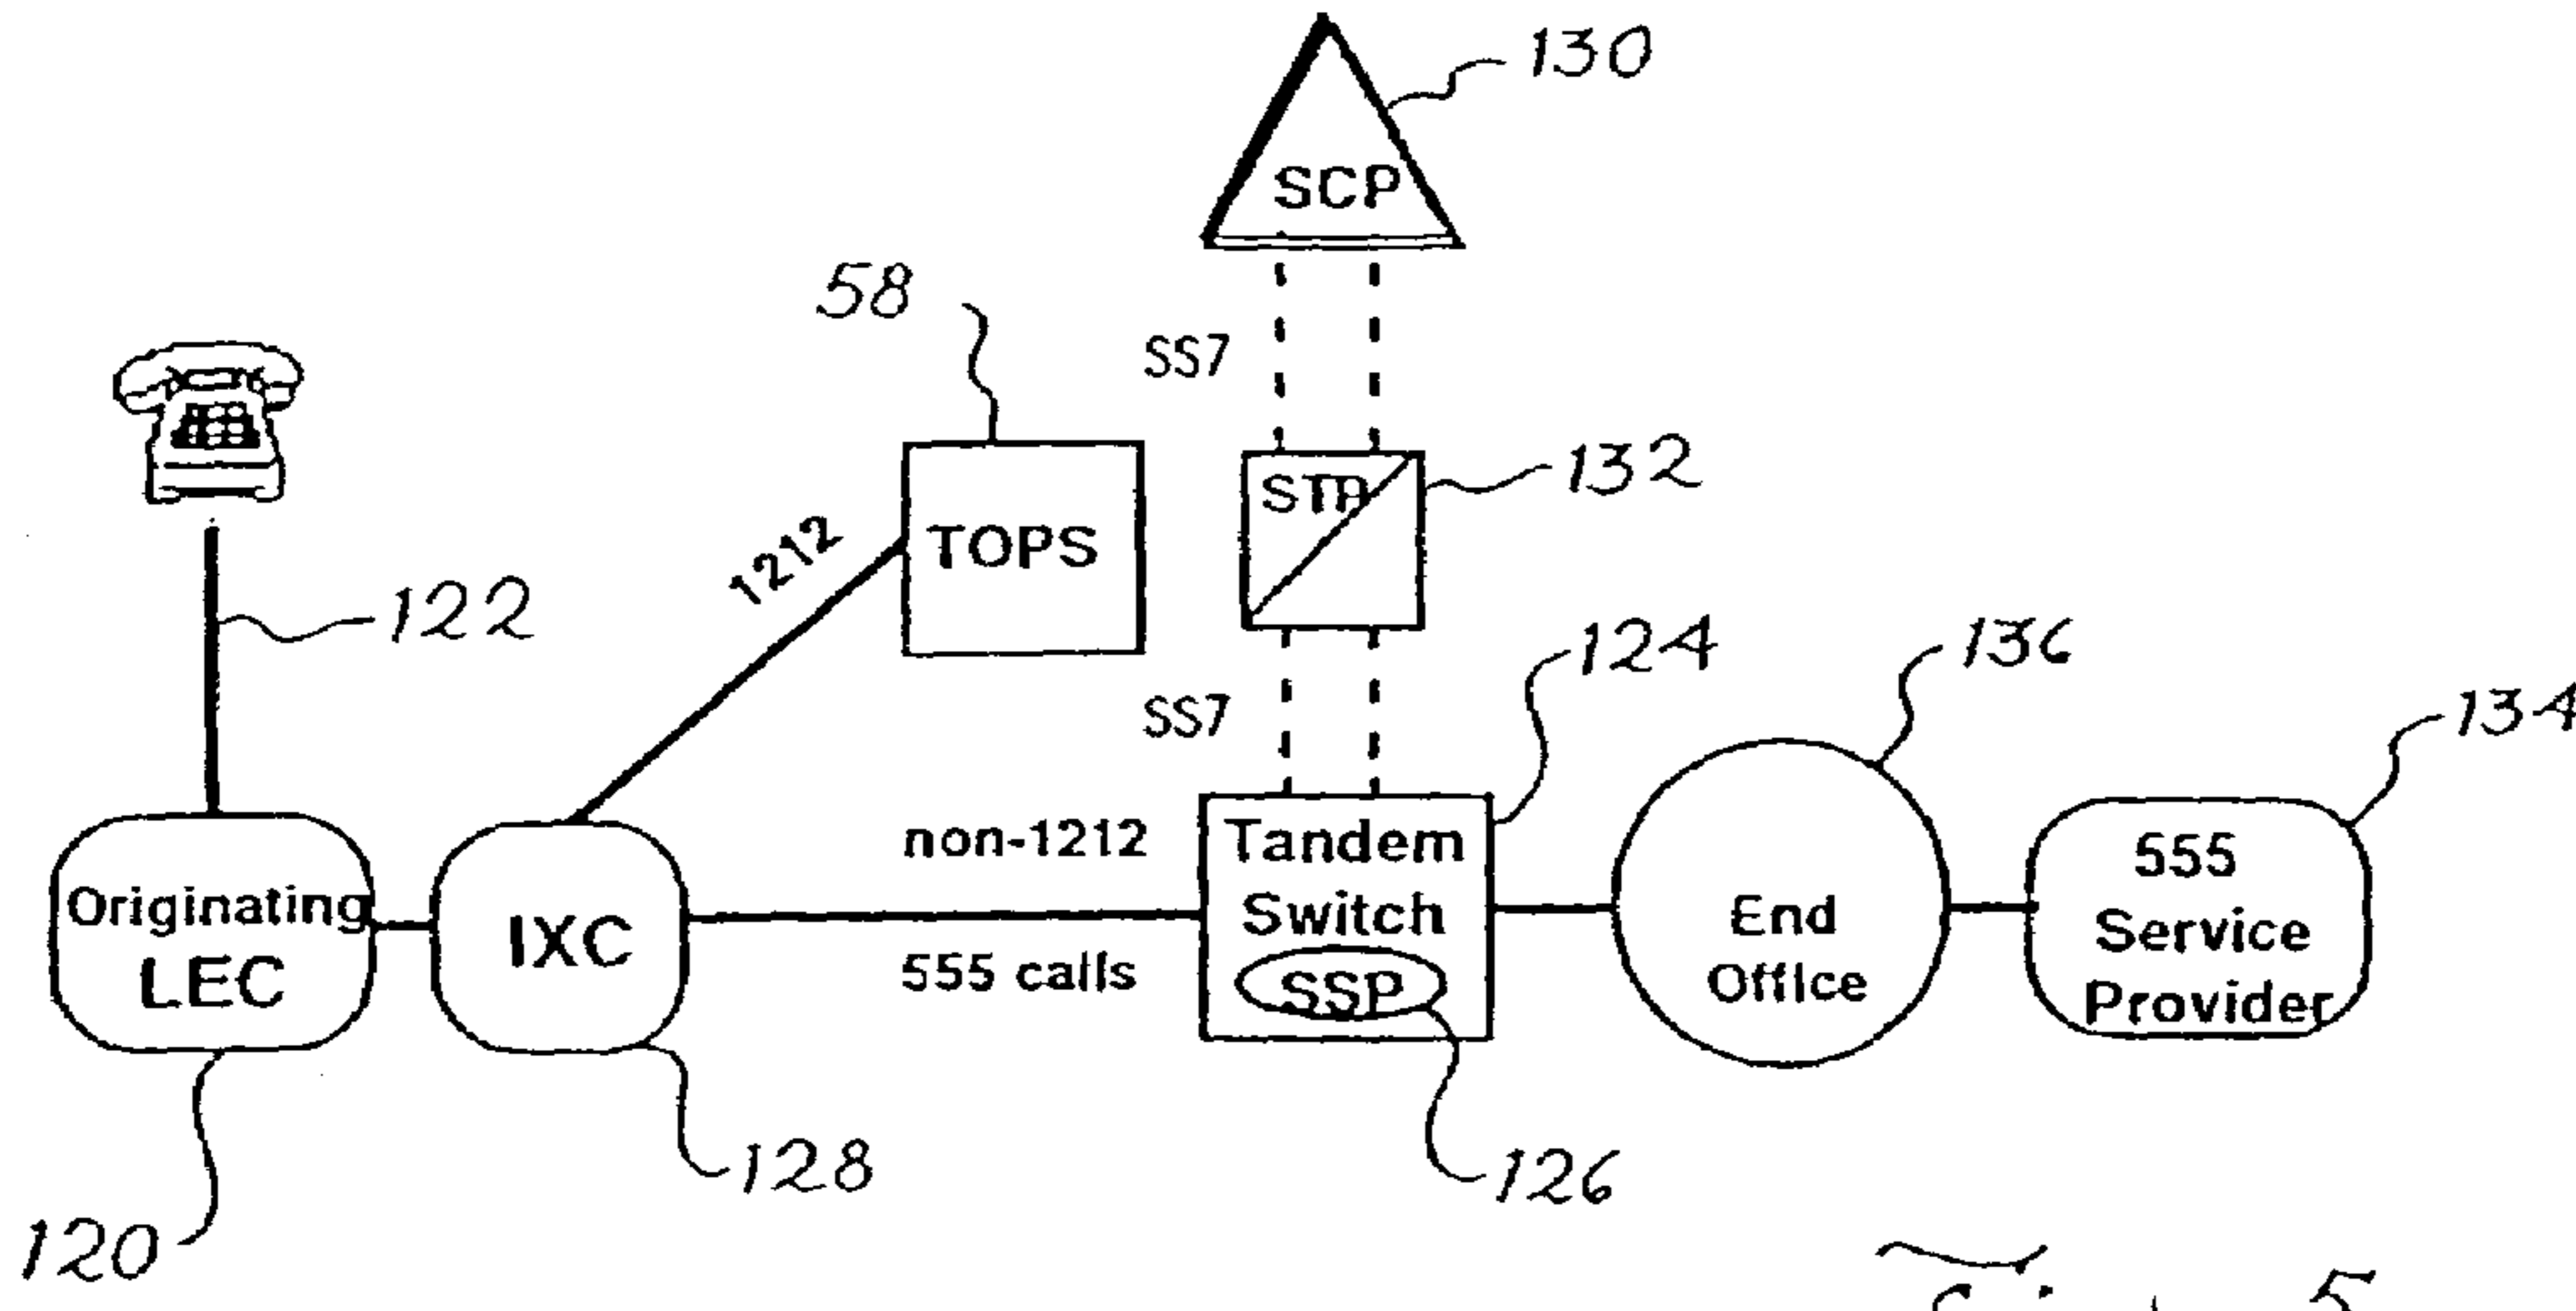 130
SCP
58
SS7
132
STP
1212
TOPS
122
124
136
SS7
134
non-1212
Tandem
Switch
SSP
555 calls
Originating
LEC
IXC
End
Office
555
Service
Provider
128
126
120
5